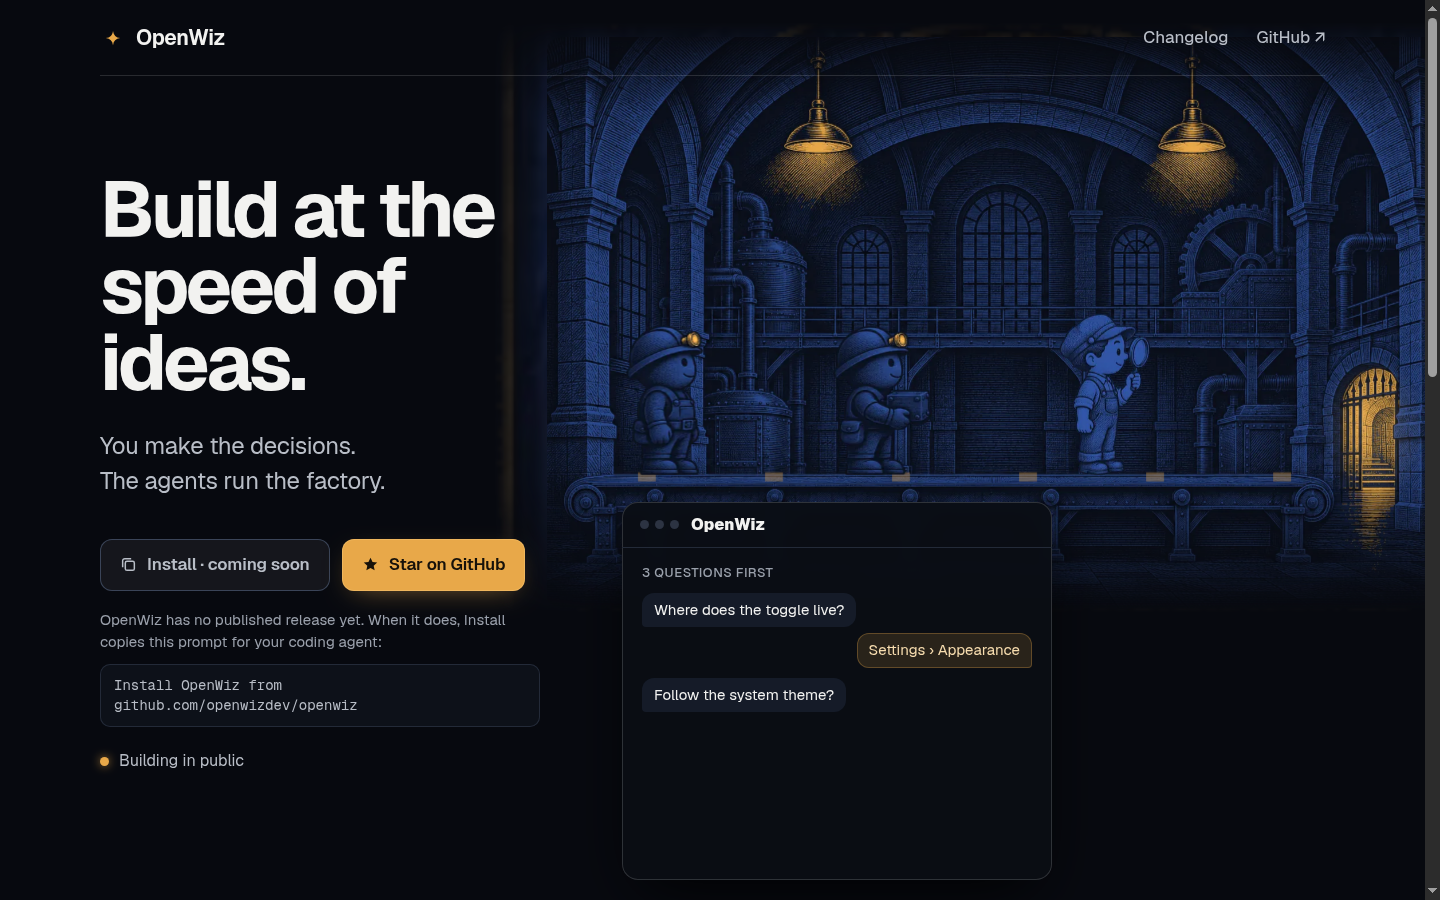 OpenWiz
Changelog
GitHub ↗
Build at the
speed of
ideas.
You make the decisions.
The agents run the factory.
Install · coming soon
Star on GitHub
OpenWiz has no published release yet. When it does, Install
copies this prompt for your coding agent:
Install OpenWiz from
github.com/openwizdev/openwiz
Building in public
OpenWiz
3 QUESTIONS FIRST
Where does the toggle live?
Settings › Appearance
Follow the system theme?